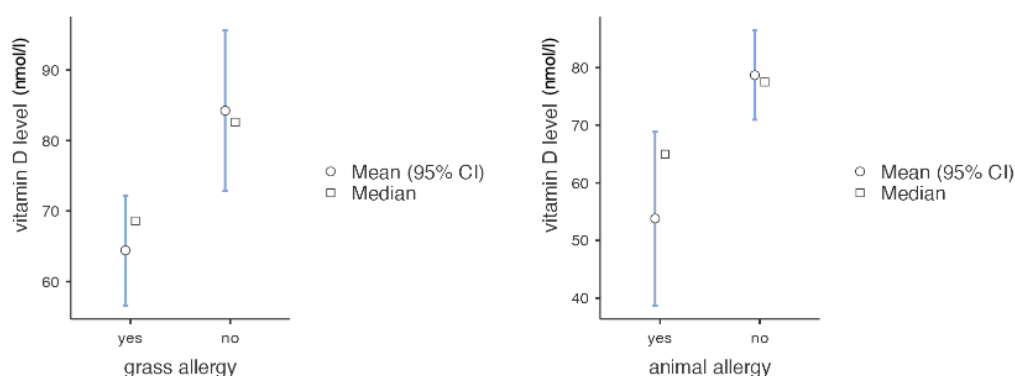 vitamin D level (nmol/l)
90
80
70
60
yes
no
grass allergy
Mean (95% CI)
Median
vitamin D level (nmol/l)
80
70
60
50
40
yes
no
animal allergy
Mean (95% CI)
Median